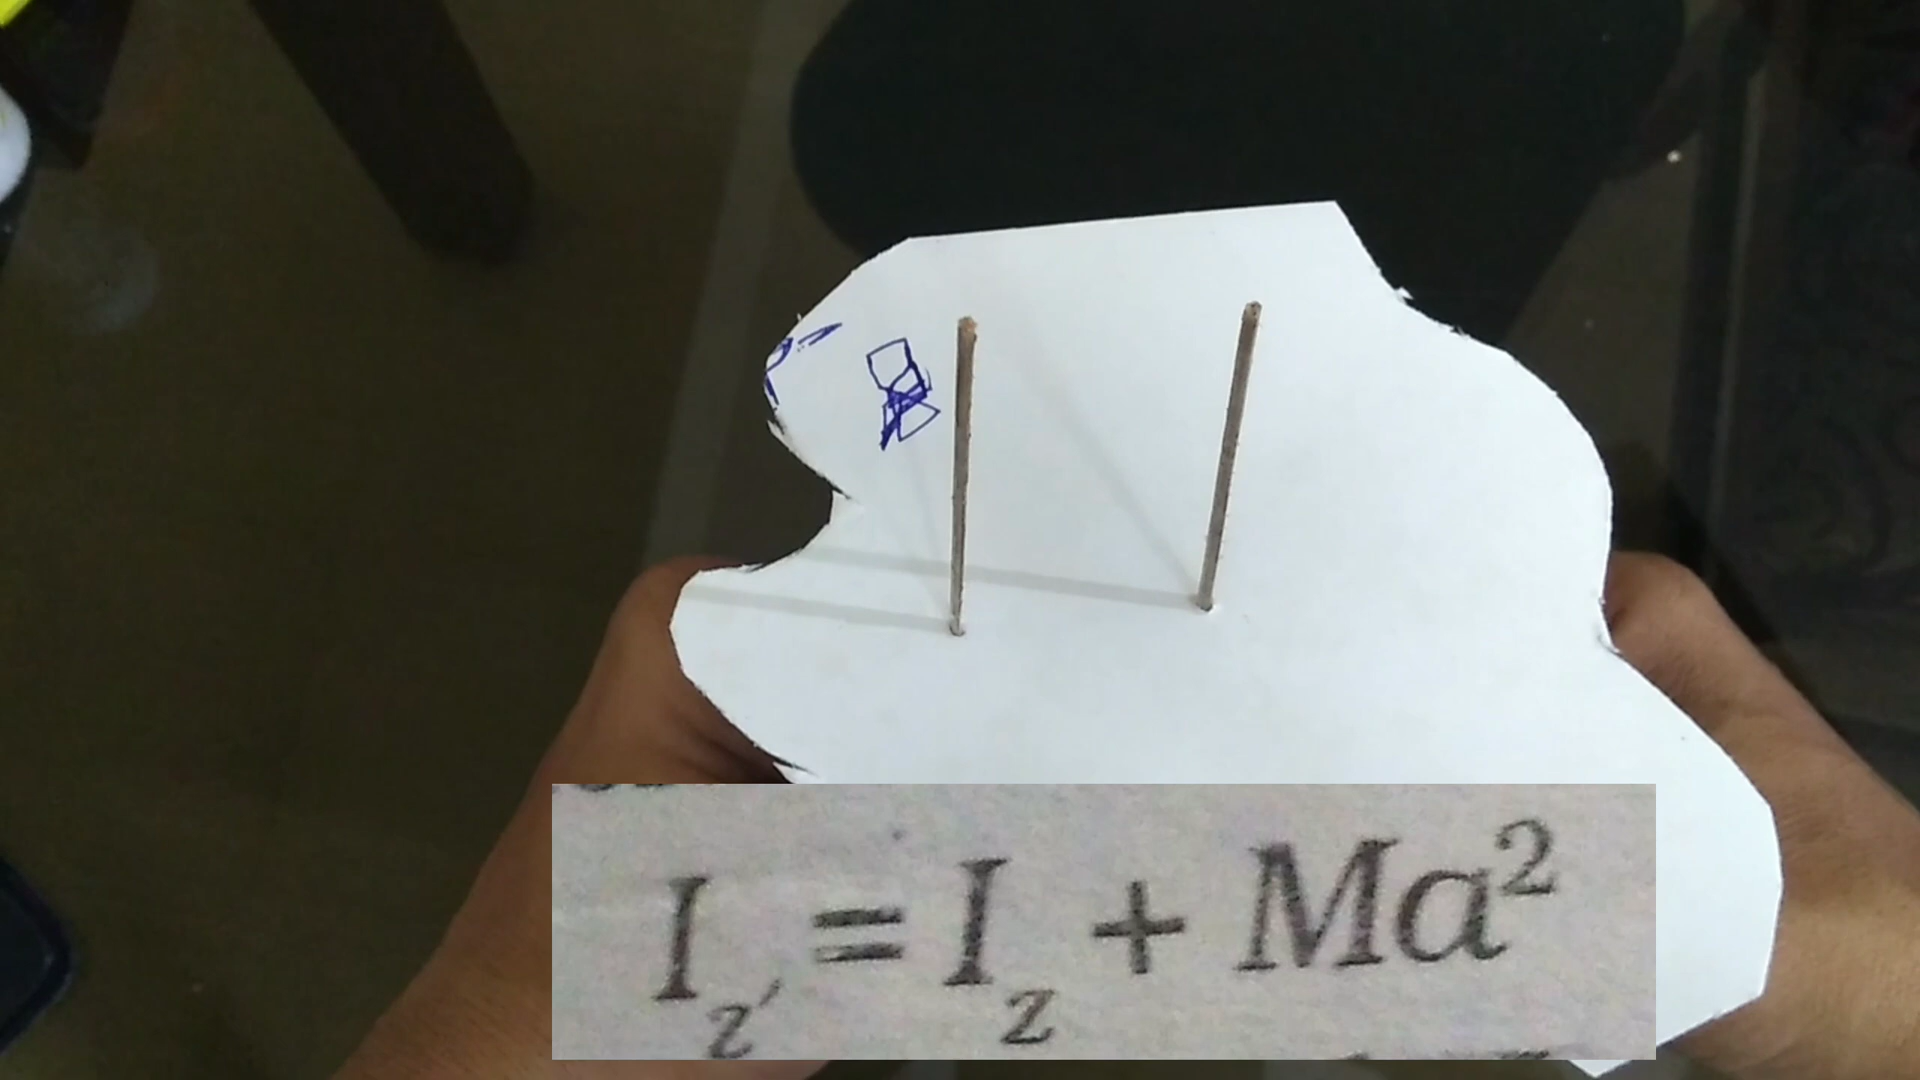 I_z' = I_z + Ma²